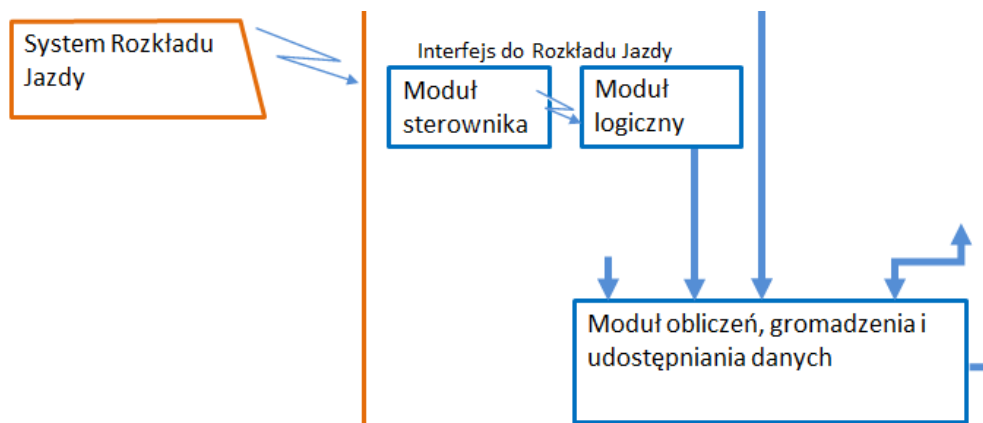 System Rozkładu
Jazdy
Interfejs do Rozkładu Jazdy
Moduł
sterownika
Moduł
logiczny
Moduł obliczeń, gromadzenia i
udostępniania danych